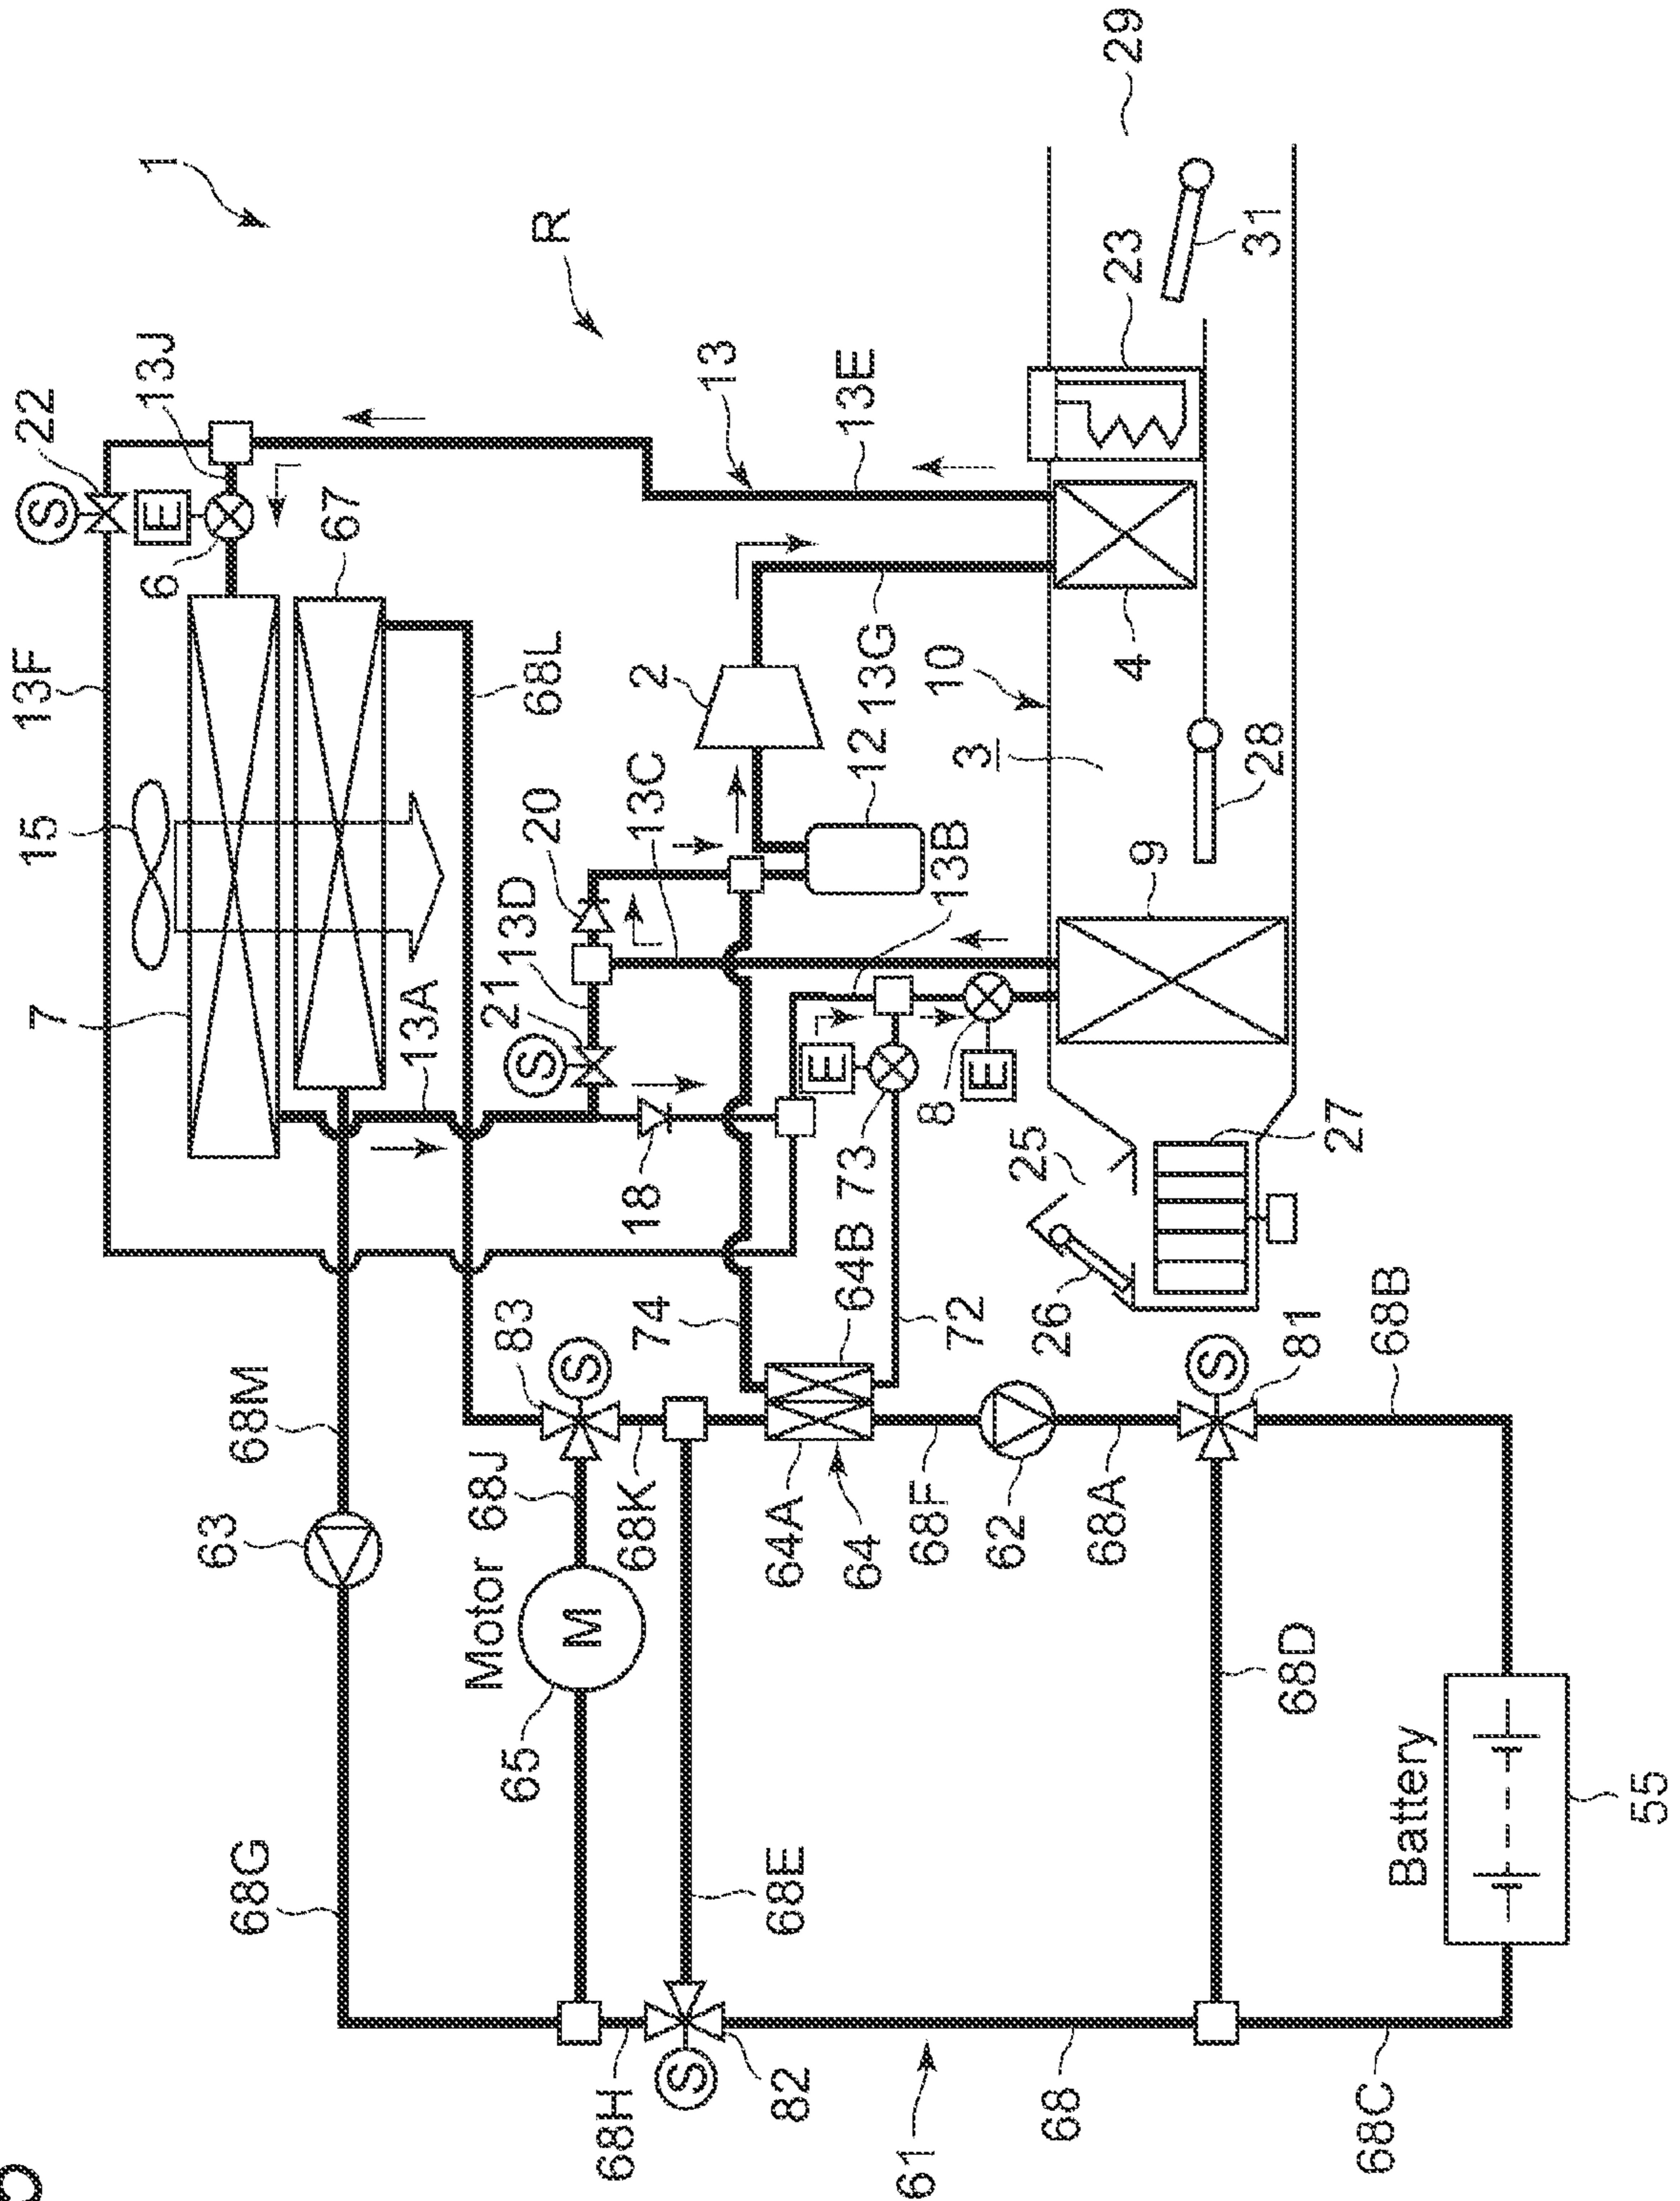 7
15
13F
S
22
6
E
13J
1
68G
63
68M
67
13A
Motor
68J
83
21
13D
65
M
S
S
20
68L
R
68H
68K
74
18
13C
2
13
S
82
68E
64A
64B
73
E
12
13G
13E
61
64
68F
72
8
E
13B
10
3
68
62
68A
26
25
9
4
23
29
68D
S
81
28
31
27
68C
68B
Battery
55